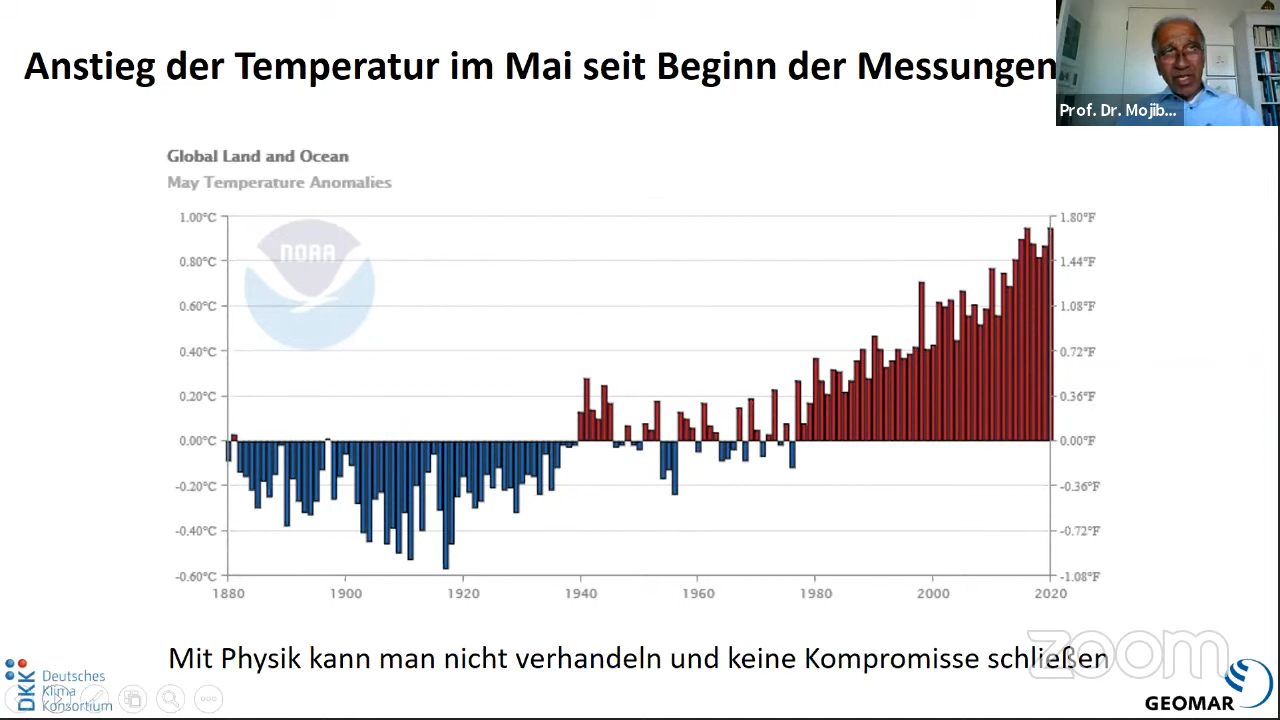 Anstieg der Temperatur im Mai seit Beginn der Messungen
Prof. Dr. Mojib...
Global Land and Ocean
May Temperature Anomalies
1.00°C
1.80°F
NOAA
0.80°C
1.44°F
0.60°C
1.08°F
0.40°C
0.72°F
0.20°C
0.36°F
0.00°C
0.00°F
-0.20°C
-0.36°F
-0.40°C
-0.72°F
-0.60°C
-1.08°F
1880 1900 1920 1940 1960 1980 2000 2020
zoom
Mit Physik kann man nicht verhandeln und keine Kompromisse schließen
DKK
Deutsches
Klima
Konsortium
GEOMAR